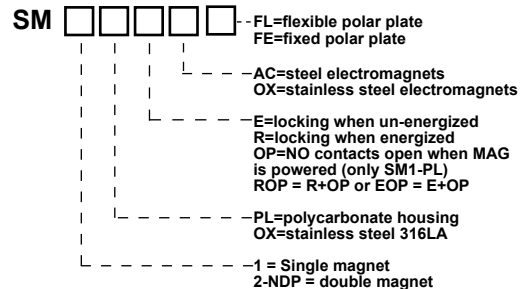 SM
FL=flexible polar plate
FE=fixed polar plate
AC=steel electromagnets
OX=stainless steel electromagnets
E=locking when un-energized
R=locking when energized
OP=NO contacts open when MAG
is powered (only SM1-PL)
ROP = R+OP or EOP = E+OP
PL=polycarbonate housing
OX=stainless steel 316LA
1 = Single magnet
2-NDP = double magnet